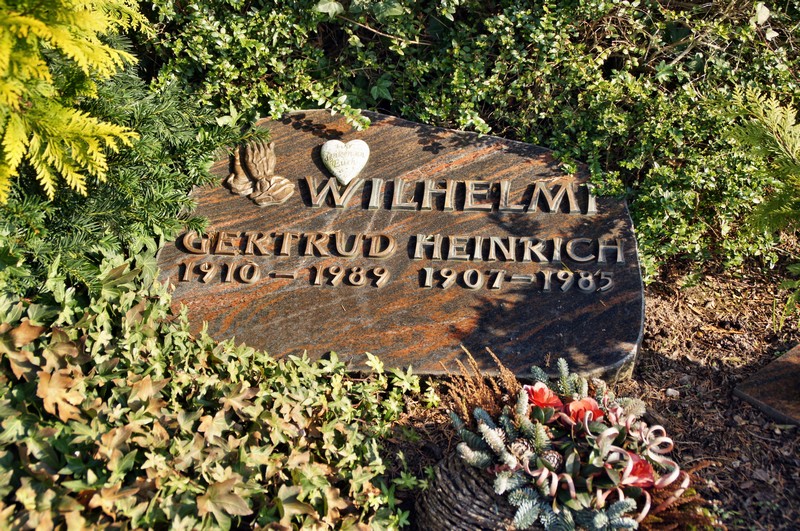 WILHELMI
GERTRUD HEINRICH
1910 – 1989 1907 – 1985